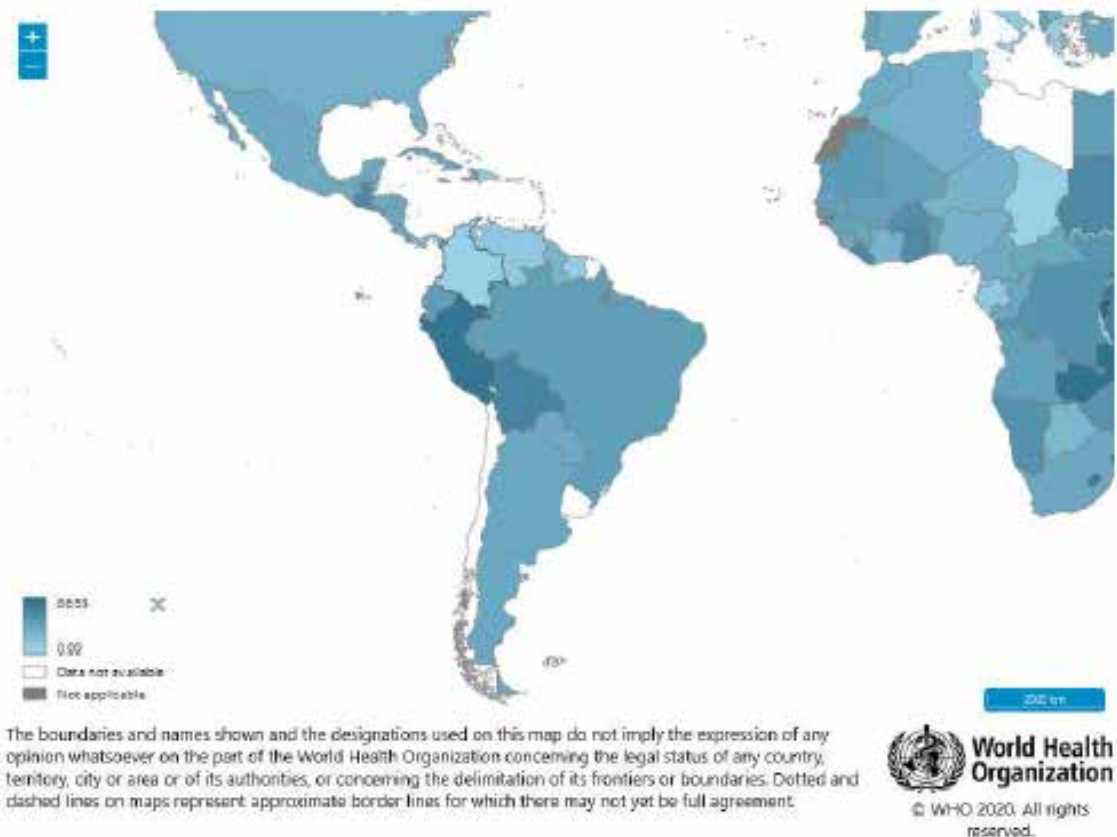 +
−
Data not available
Not applicable
The boundaries and names shown and the designations used on this map do not imply the expression of any
opinion whatsoever on the part of the World Health Organization concerning the legal status of any country,
territory, city or area or of its authorities, or concerning the delimitation of its frontiers or boundaries. Dotted and
dashed lines on maps represent approximate border lines for which there may not yet be full agreement.
World Health
Organization
© WHO 2020. All rights
reserved.